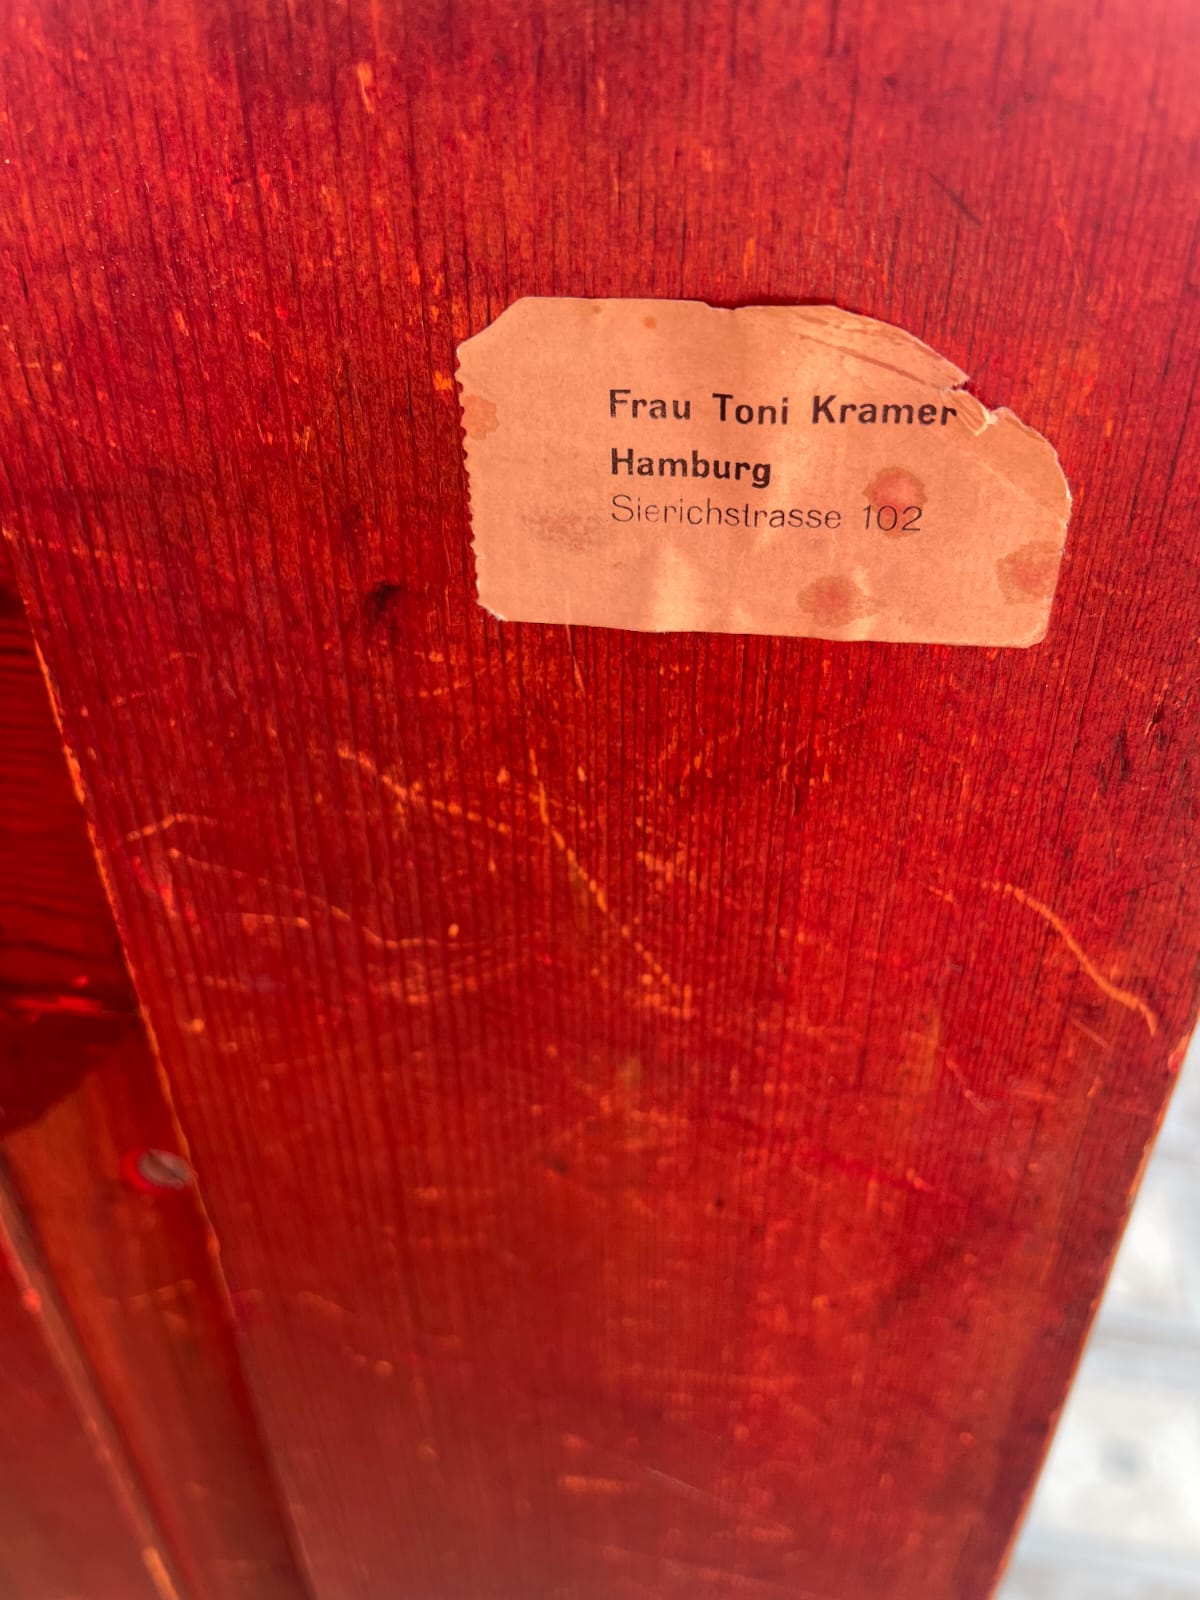 Frau Toni Kramer
Hamburg
Sierichstrasse 102